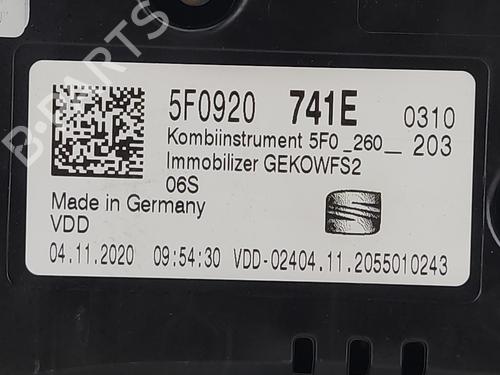 5F0920 741E 0310
Kombiinstrument 5F0_260__ 203
Immobilizer GEKOWFS2
06S
Made in Germany
VDD
04.11.2020 09:54:30 VDD-02404.11.2055010243
B-PARTS